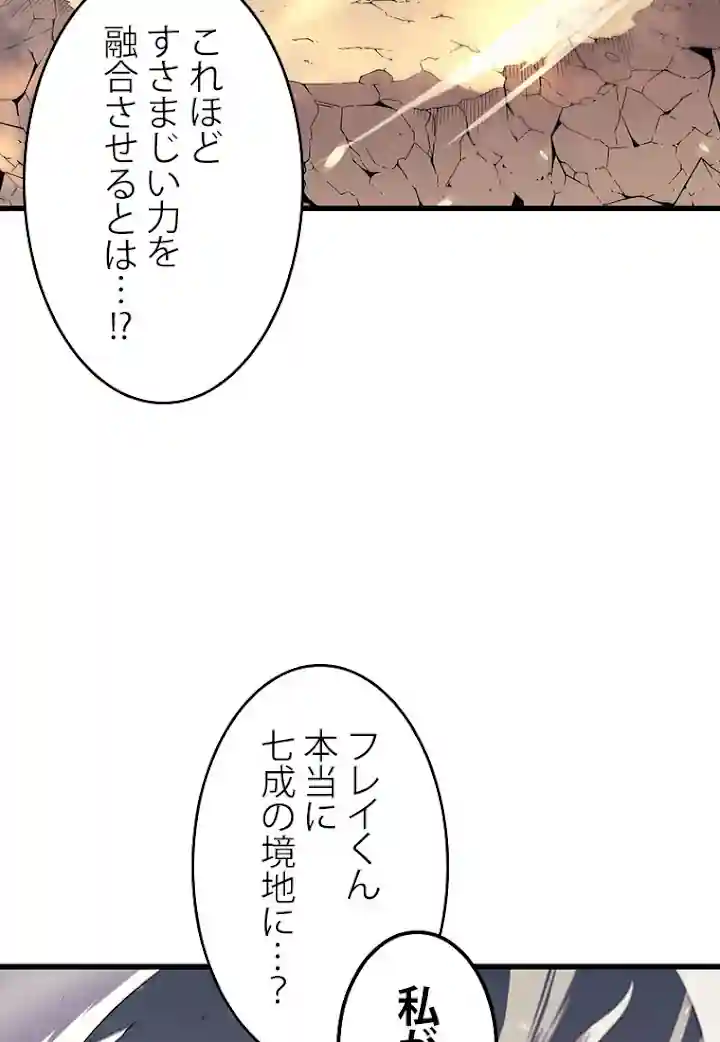 これほど
すさまじい力を
融合させるとは…!?
フレイくん
本当に
七成の境地に…?
私が